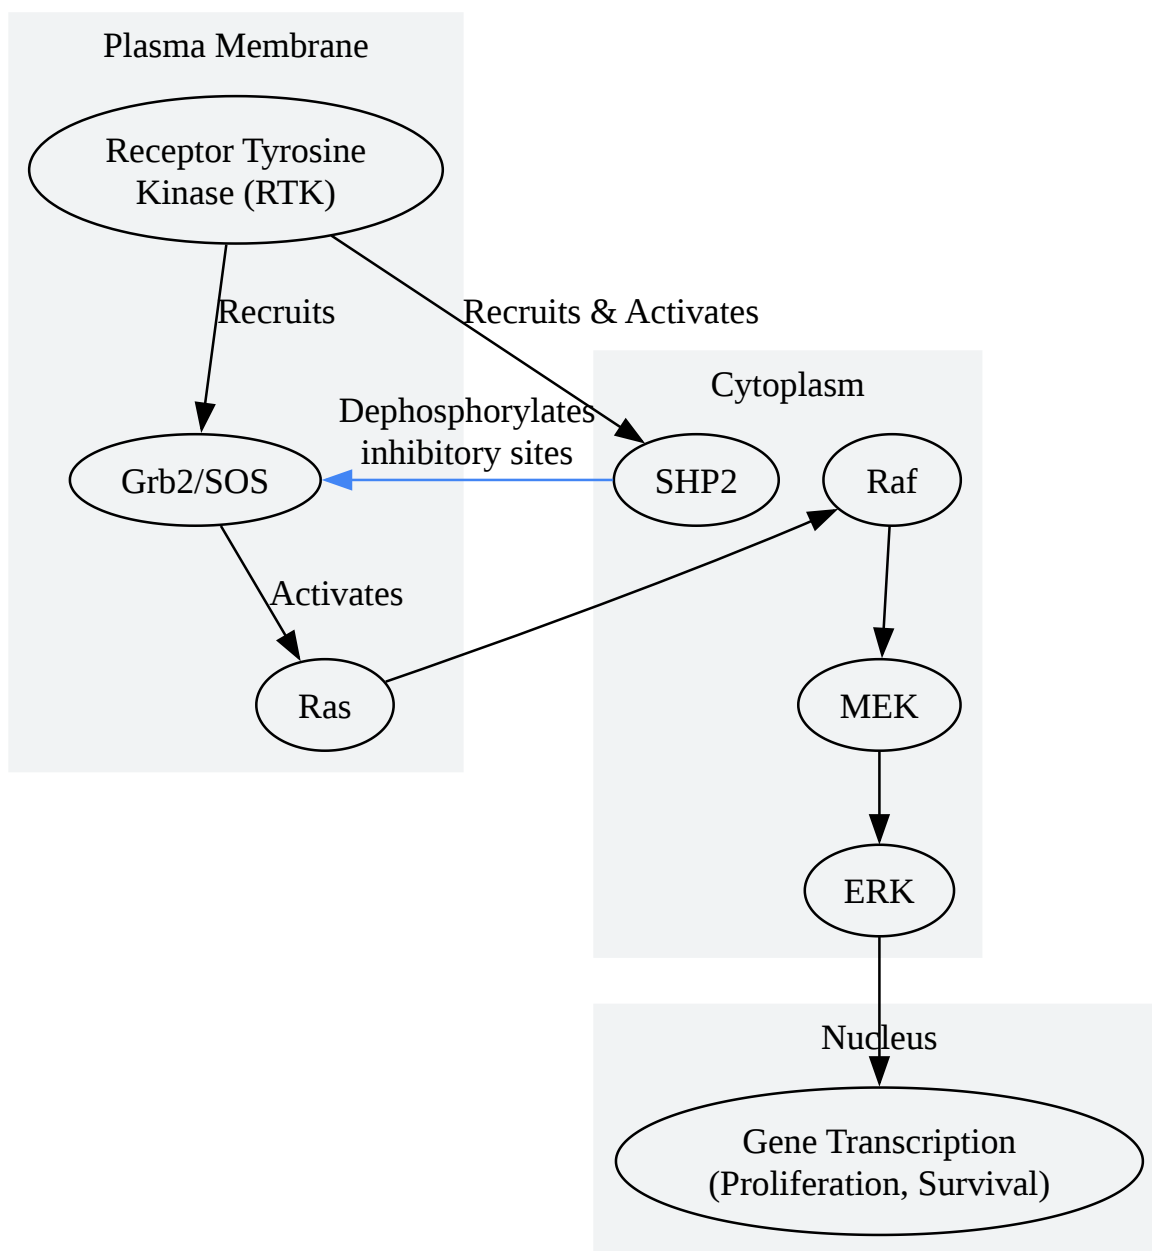 Plasma Membrane
Receptor Tyrosine
Kinase (RTK)
Recruits
Recruits & Activates
Cytoplasm
Dephosphorylates
inhibitory sites
Grb2/SOS
SHP2
Raf
Activates
Ras
MEK
ERK
Nucleus
Gene Transcription
(Proliferation, Survival)